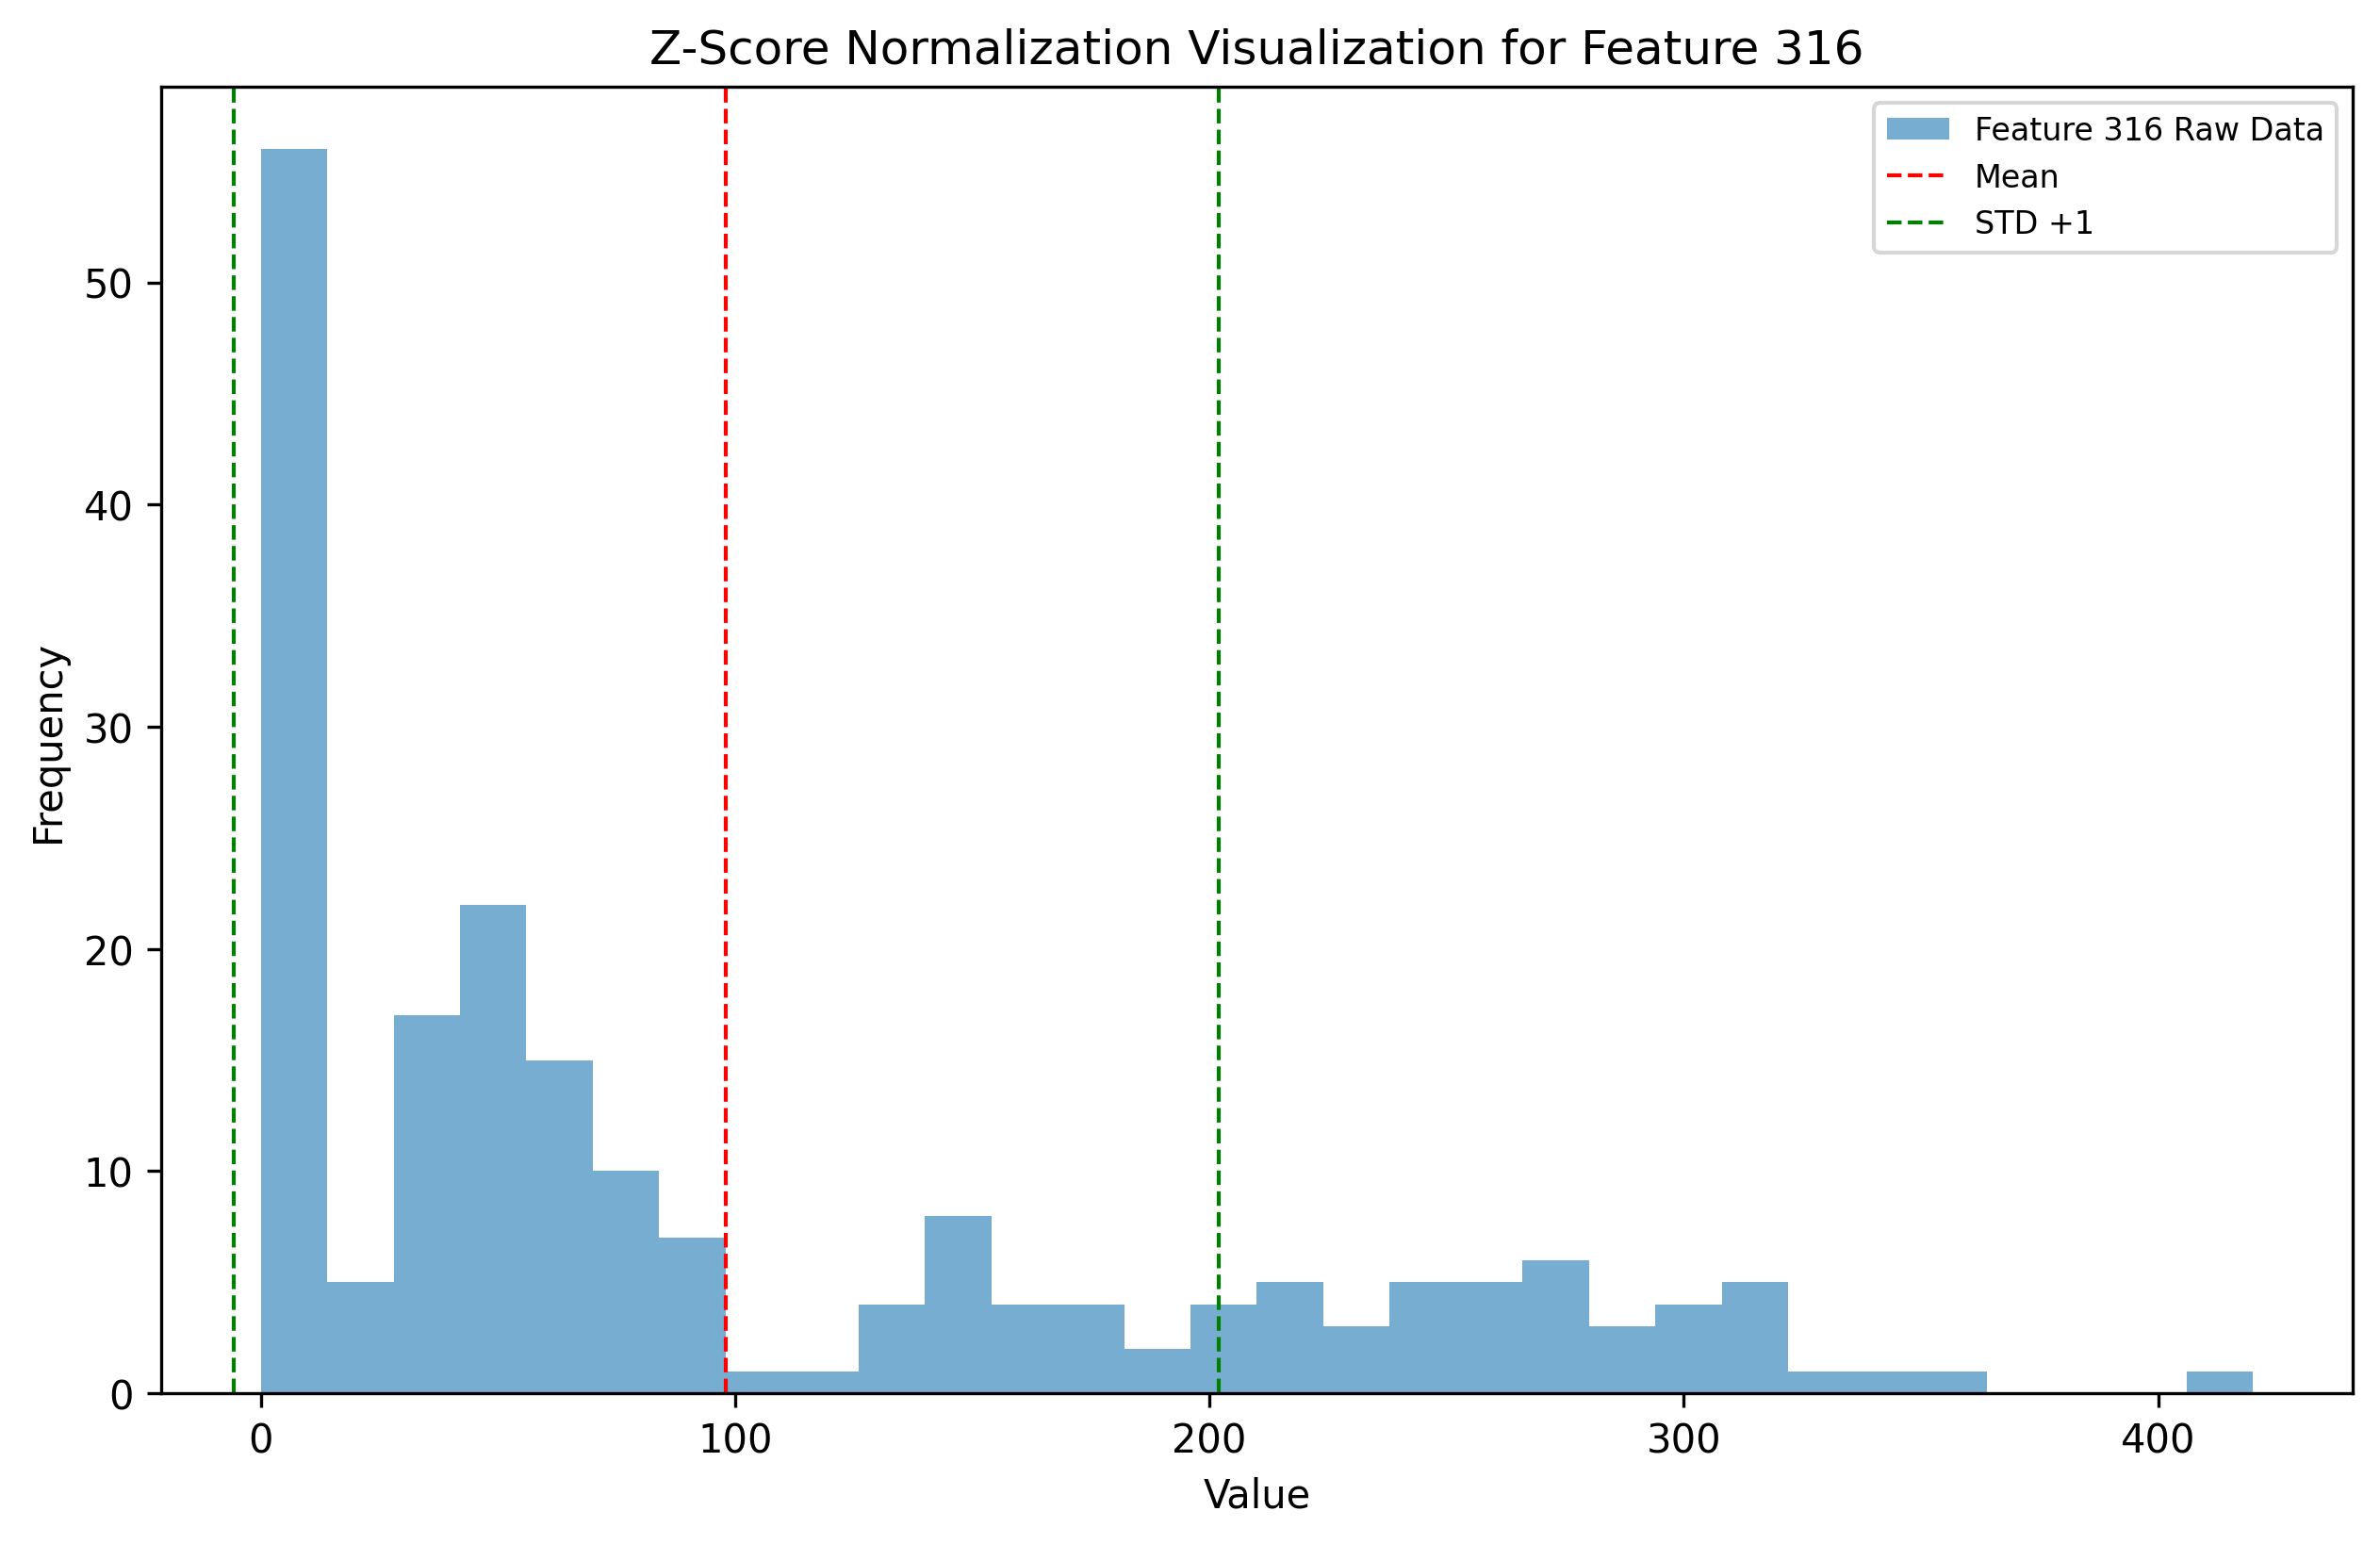 Z-Score Normalization Visualization for Feature 316
Feature 316 Raw Data
Mean
STD +1
50
40
30
20
10
0
Frequency
0 100 200 300 400
Value